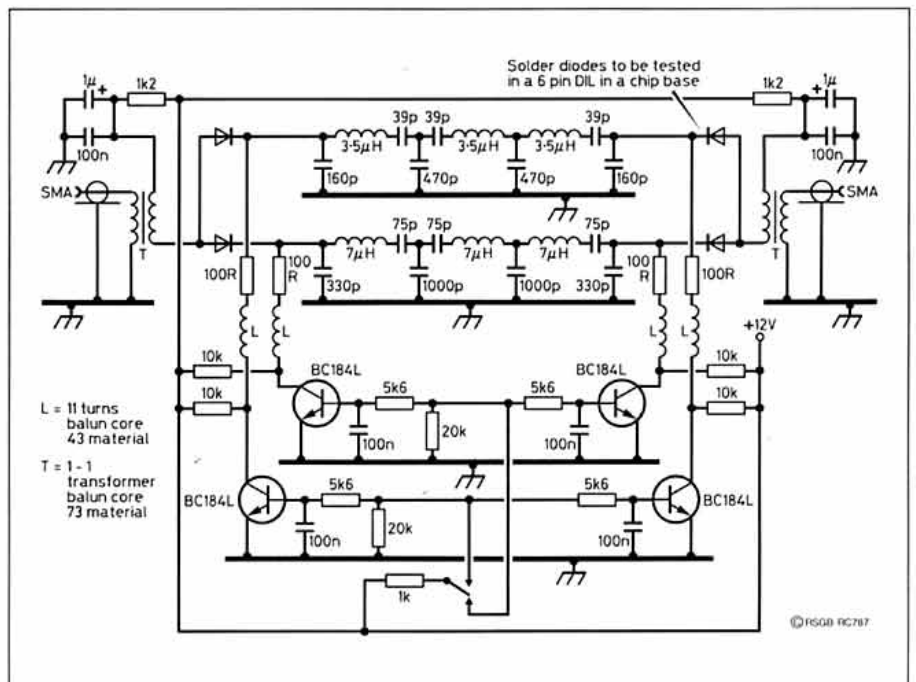 Solder diodes to be tested
in a 6 pin DIL in a chip base
1µ
+
1k2
1k2
+
1µ
39p
39p
39p
100n
3·5µH
3·5µH
3·5µH
100n
SMA
160p
470p
470p
160p
SMA
75p
75p
75p
T
T
100R
100
R
7µH
7µH
7µH
100
R
100R
330p
1000p
1000p
330p
+12V
L
L
L
L
10k
BC184L
5k6
5k6
BC184L
10k
10k
10k
L = 11 turns
balun core
43 material
100n
20k
100n
T = 1 - 1
transformer
balun core
73 material
BC184L
5k6
5k6
BC184L
100n
20k
100n
1k
©RSGB RC787